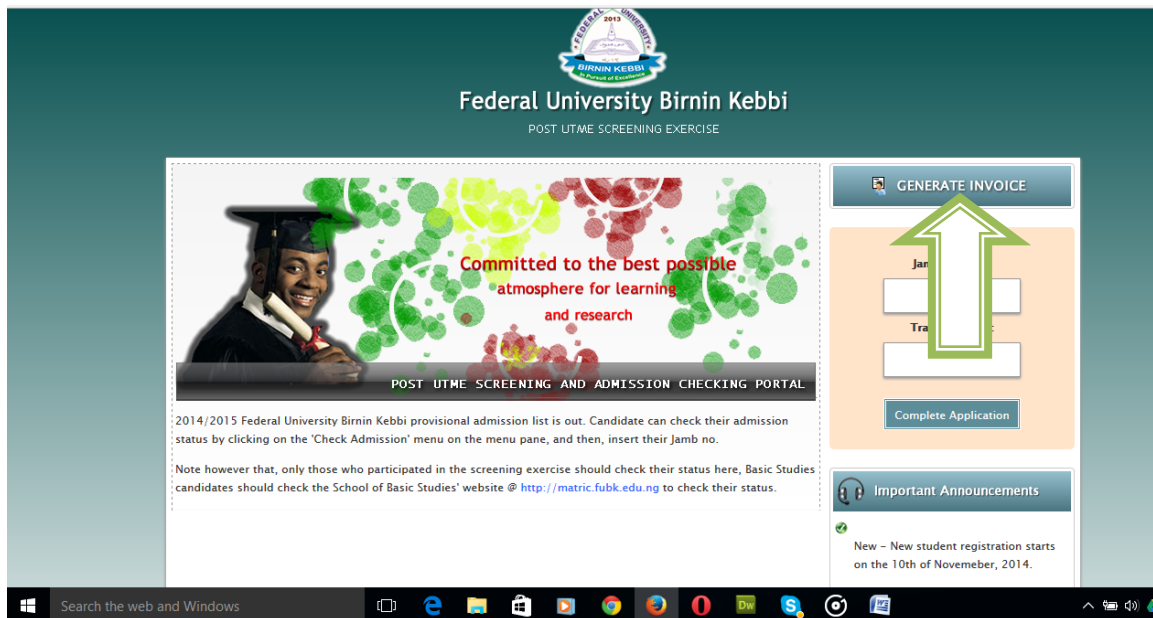 FEDERAL UNIVERSITY
2013
BIRNIN KEBBI
In Pursuit of Excellence
Federal University Birnin Kebbi
POST UTME SCREENING EXERCISE
Committed to the best possible
atmosphere for learning
and research
POST UTME SCREENING AND ADMISSION CHECKING PORTAL
2014/2015 Federal University Birnin Kebbi provisional admission list is out. Candidate can check their admission
status by clicking on the 'Check Admission' menu on the menu pane, and then, insert their Jamb no.
Note however that, only those who participated in the screening exercise should check their status here, Basic Studies
candidates should check the School of Basic Studies' website @ http://matric.fubk.edu.ng to check their status.
GENERATE INVOICE
Complete Application
Important Announcements
New - New student registration starts
on the 10th of Novemeber, 2014.
Search the web and Windows
Dw